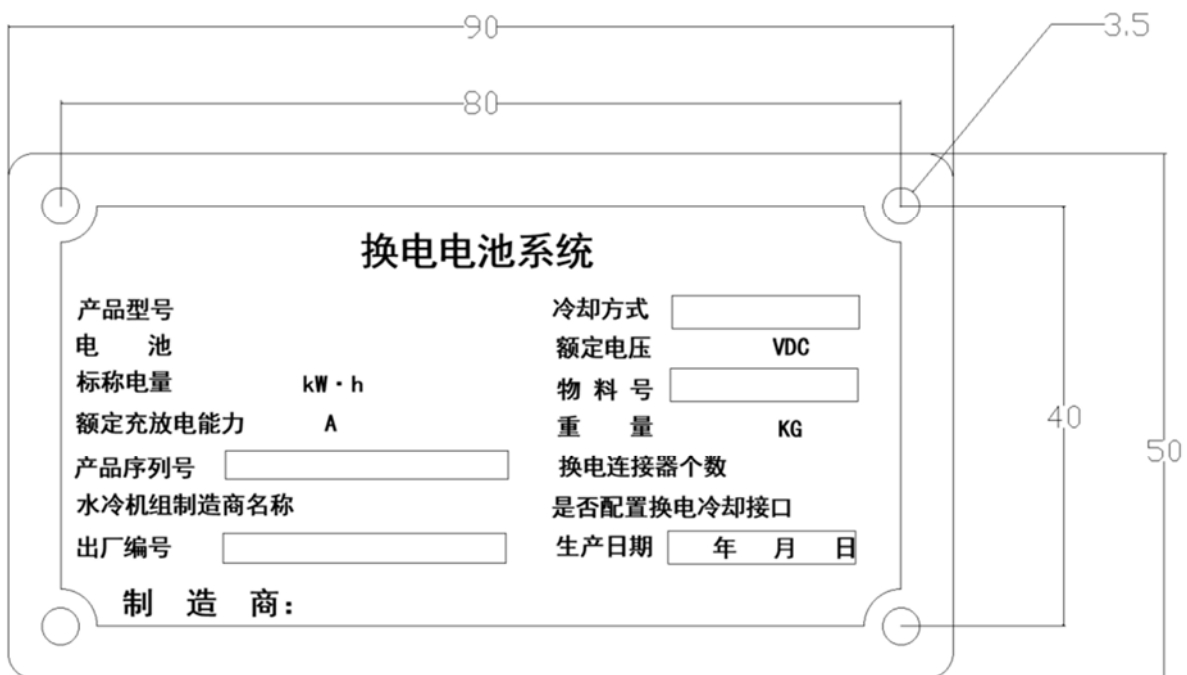 90
3.5
80
换电电池系统
产品型号 冷却方式
电 池 额定电压 VDC
标称电量 kW·h 物料号
额定充放电能力 A 重 量 KG
40
产品序列号 换电连接器个数
50
水冷机组制造商名称 是否配置换电冷却接口
出厂编号 生产日期 年 月 日
制 造 商: